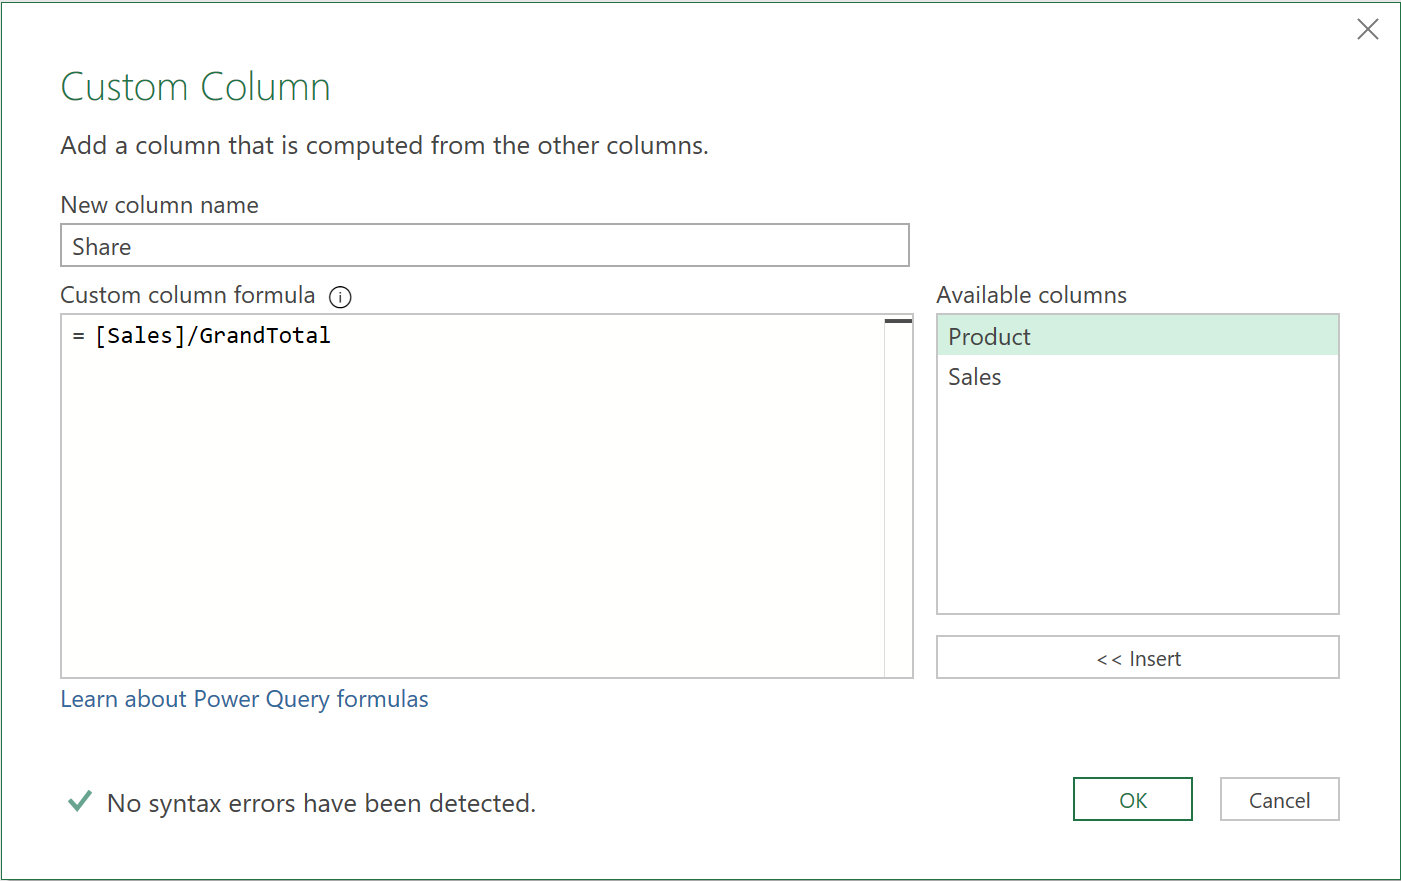 Custom Column
Add a column that is computed from the other columns.
New column name
Share
Custom column formula
Available columns
= [Sales]/GrandTotal
Product
Sales
<< Insert
Learn about Power Query formulas
No syntax errors have been detected.
OK
Cancel